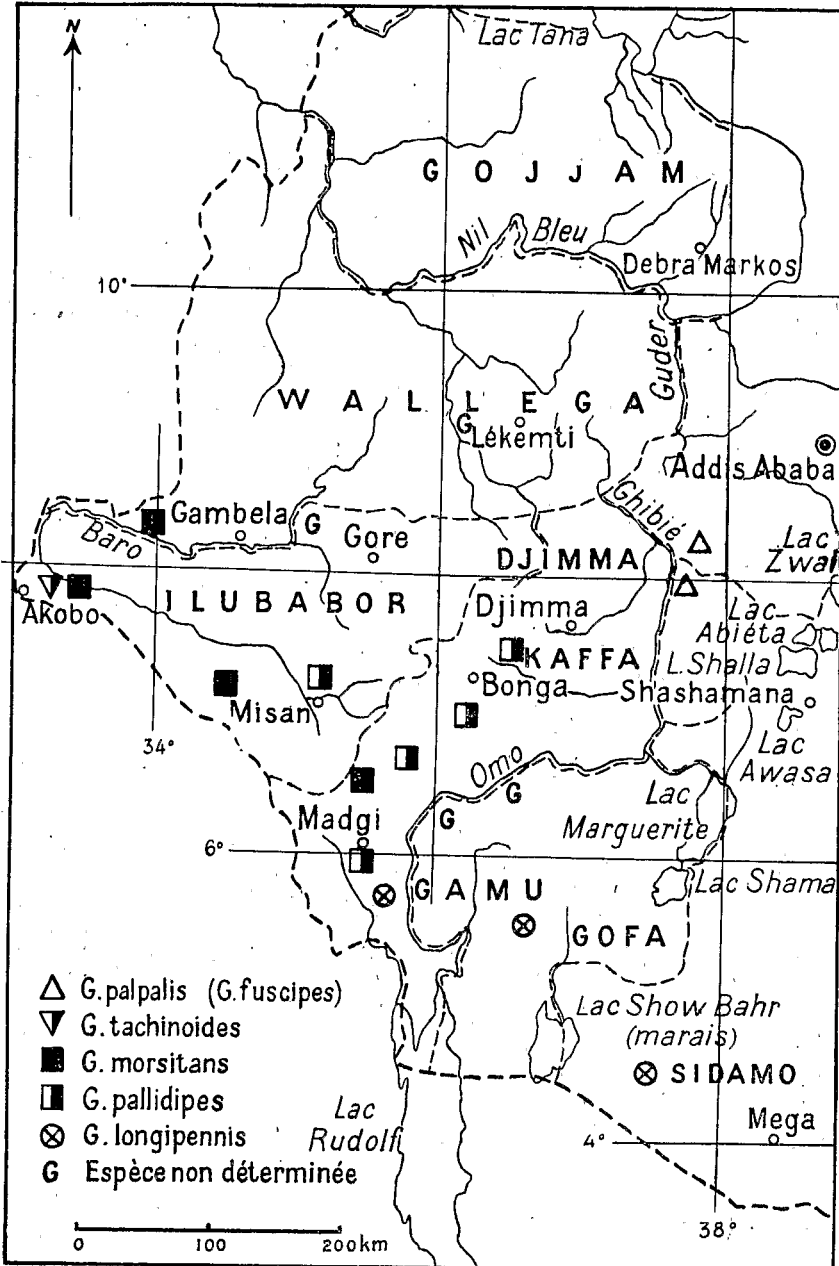 N
Lac Tana
GOJJAM
Nil Bleu
Debra Markos
10°
Guder
WALLEGA
G
Lékemti
Addis Ababa
Ghibié
Gambela
G
Baro
Gore
DJIMMA
Lac
Zwai
Akobo
ILUBABOR
Djimma
Lac
Abiéta
KAFFA
L. Shalla
Bonga
Shashamana
Misan
34°
Lac
Awasa
Omo
G
G
Lac
Marguerite
Madgi
6°
Lac Shama
GAMU
GOFA
G. palpalis (G. fuscipes)
G. tachinoides
G. morsitans
G. pallidipes
G. longipennis
G Espèce non déterminée
Lac Show Bahr
(marais)
SIDAMO
Lac
Rudolf
Mega
4°
38°
0 100 200 km